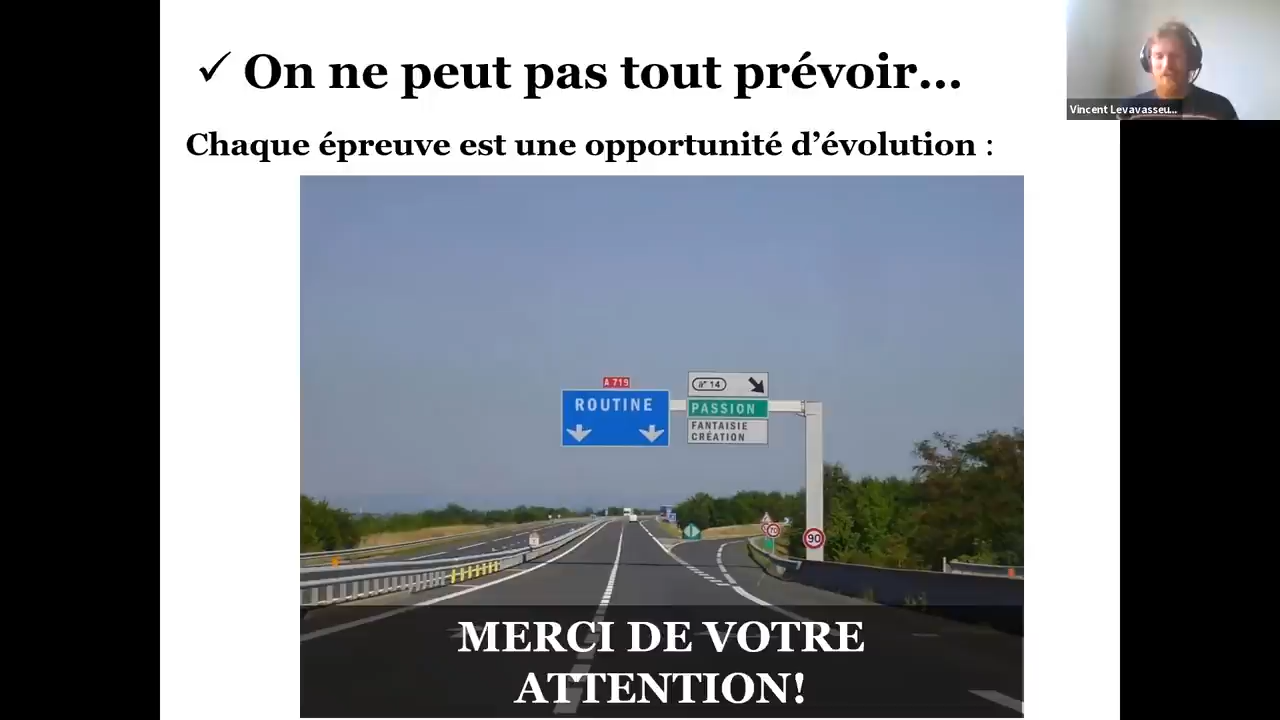 ✓ On ne peut pas tout prévoir...
Vincent Levavasseu...
Chaque épreuve est une opportunité d'évolution :
A 719
14
ROUTINE
PASSION
FANTAISIE
CRÉATION
90
MERCI DE VOTRE
ATTENTION!